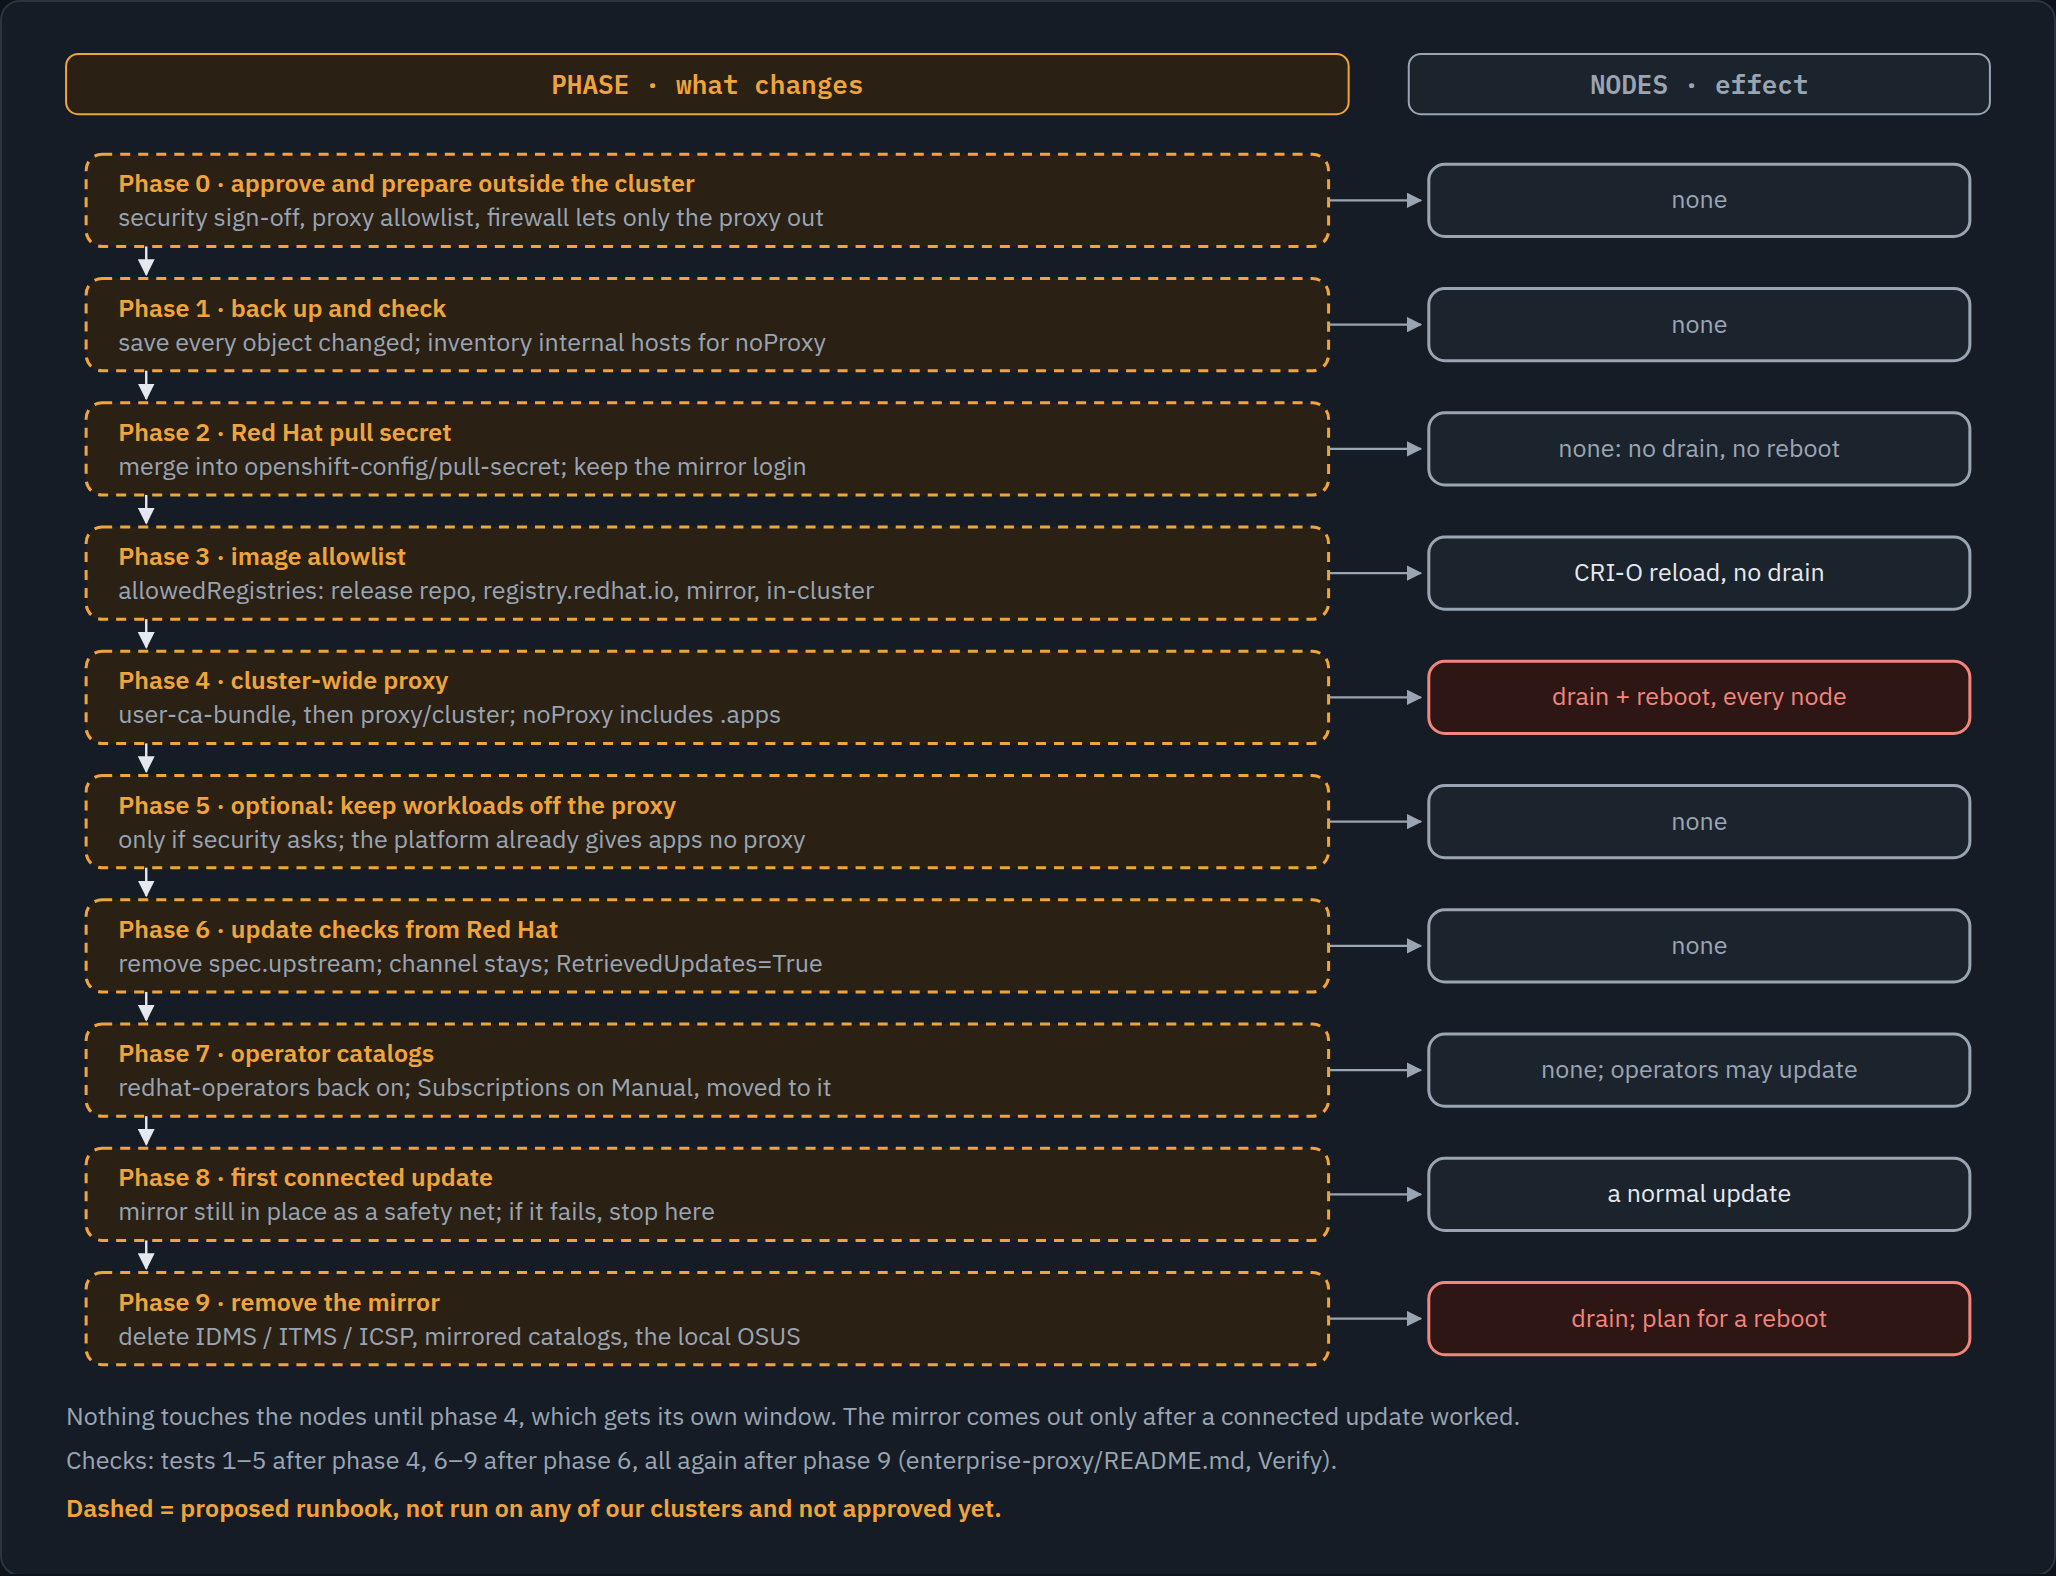 PHASE · what changes
NODES · effect
Phase 0 · approve and prepare outside the cluster
security sign-off, proxy allowlist, firewall lets only the proxy out
none
Phase 1 · back up and check
save every object changed; inventory internal hosts for noProxy
none
Phase 2 · Red Hat pull secret
merge into openshift-config/pull-secret; keep the mirror login
none: no drain, no reboot
Phase 3 · image allowlist
allowedRegistries: release repo, registry.redhat.io, mirror, in-cluster
CRI-O reload, no drain
Phase 4 · cluster-wide proxy
user-ca-bundle, then proxy/cluster; noProxy includes .apps
drain + reboot, every node
Phase 5 · optional: keep workloads off the proxy
only if security asks; the platform already gives apps no proxy
none
Phase 6 · update checks from Red Hat
remove spec.upstream; channel stays; RetrievedUpdates=True
none
Phase 7 · operator catalogs
redhat-operators back on; Subscriptions on Manual, moved to it
none; operators may update
Phase 8 · first connected update
mirror still in place as a safety net; if it fails, stop here
a normal update
Phase 9 · remove the mirror
delete IDMS / ITMS / ICSP, mirrored catalogs, the local OSUS
drain; plan for a reboot
Nothing touches the nodes until phase 4, which gets its own window. The mirror comes out only after a connected update worked.
Checks: tests 1–5 after phase 4, 6–9 after phase 6, all again after phase 9 (enterprise-proxy/README.md, Verify).
Dashed = proposed runbook, not run on any of our clusters and not approved yet.